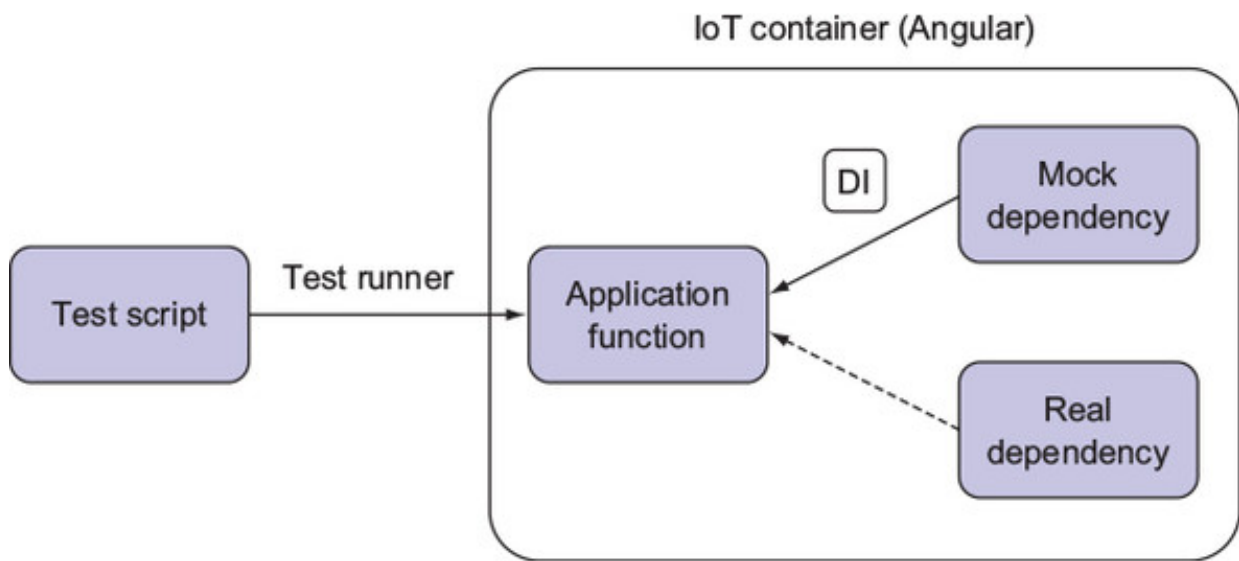 IoT container (Angular)
DI
Mock
dependency
Test runner
Test script
Application
function
Real
dependency